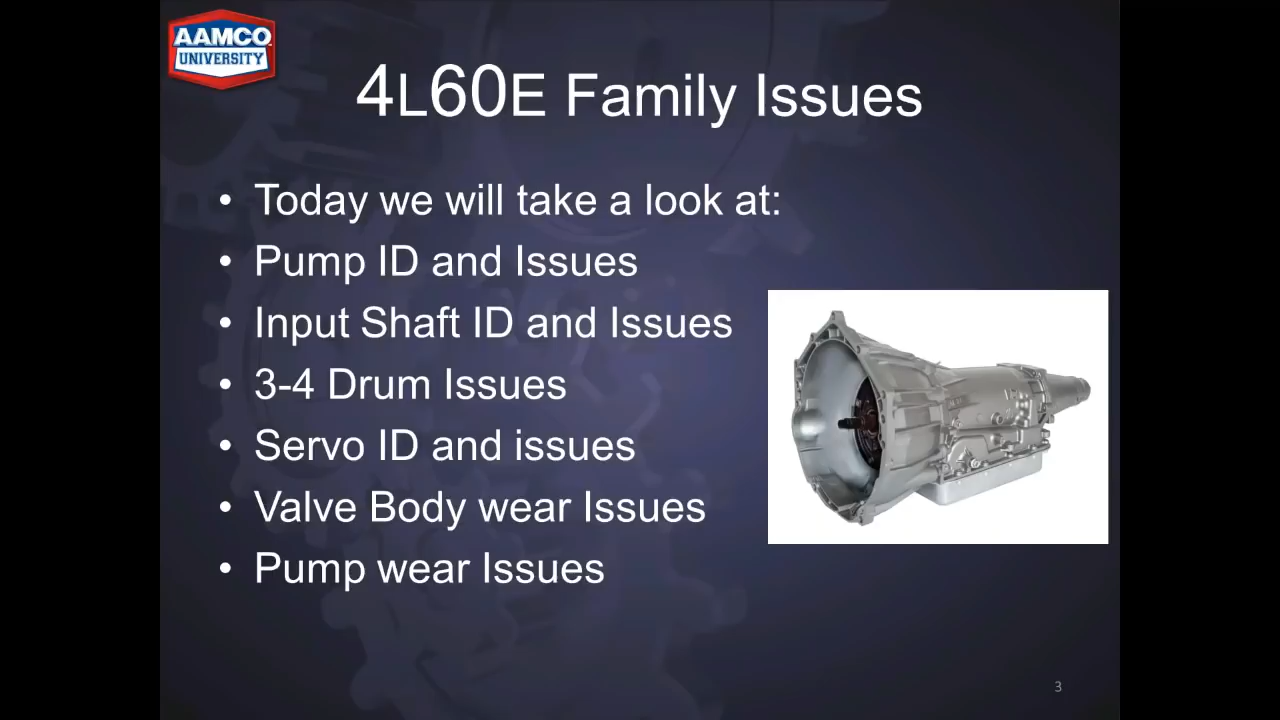 AAMCO
UNIVERSITY
4L60E Family Issues
• Today we will take a look at:
• Pump ID and Issues
• Input Shaft ID and Issues
• 3-4 Drum Issues
• Servo ID and issues
• Valve Body wear Issues
• Pump wear Issues
3